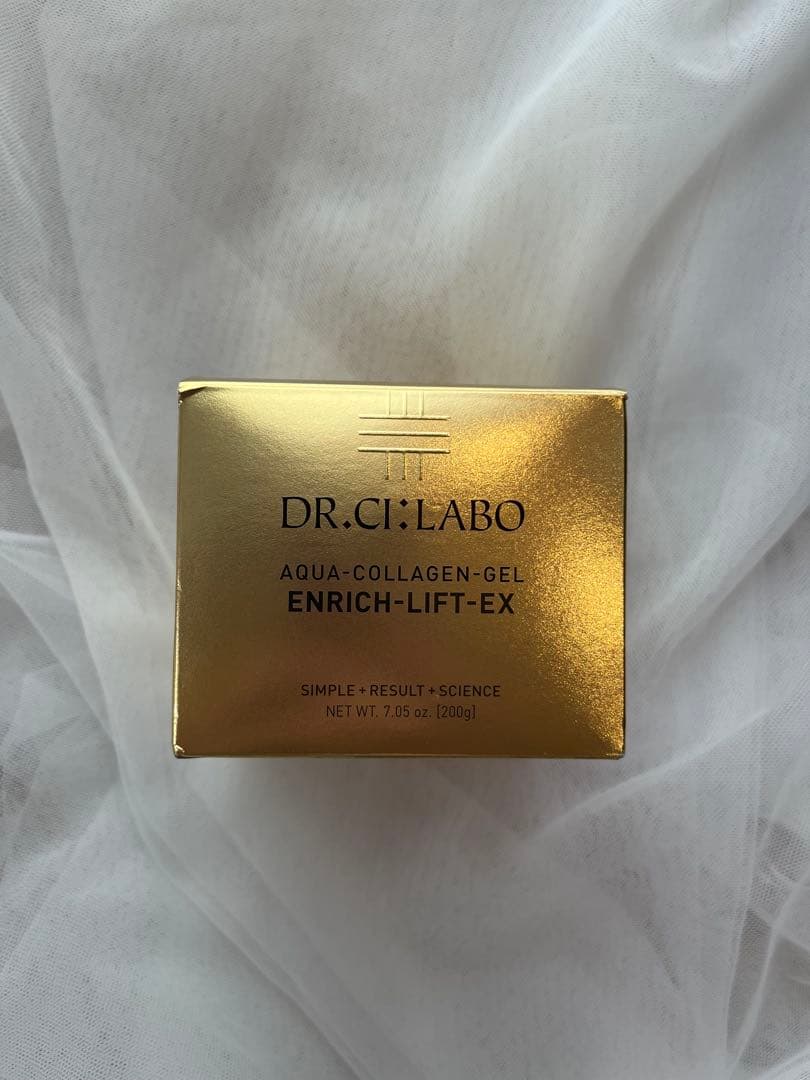 DR.CI:LABO
AQUA-COLLAGEN-GEL
ENRICH-LIFT-EX
SIMPLE+RESULT+SCIENCE
NET WT. 7.05 oz. [200g]